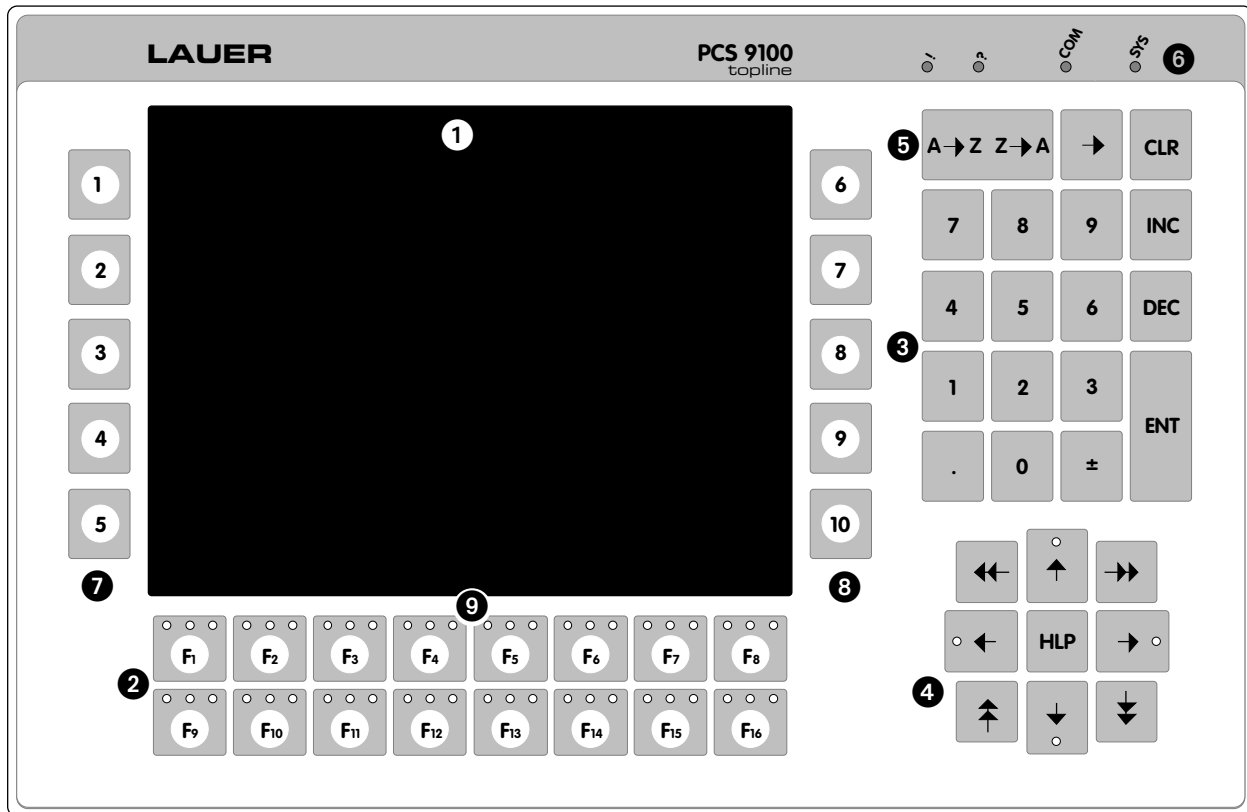 LAUER
PCS 9100
topline
! ? COM SYS 6
1
5 A→Z Z→A → CLR
1 6
7 8 9 INC
2 7
4 5 6 DEC
3 8
3
1 2 3
ENT
4 9
. 0 ±
5 10
7 8
9
F1 F2 F3 F4 F5 F6 F7 F8
2
F9 F10 F11 F12 F13 F14 F15 F16
HLP
4